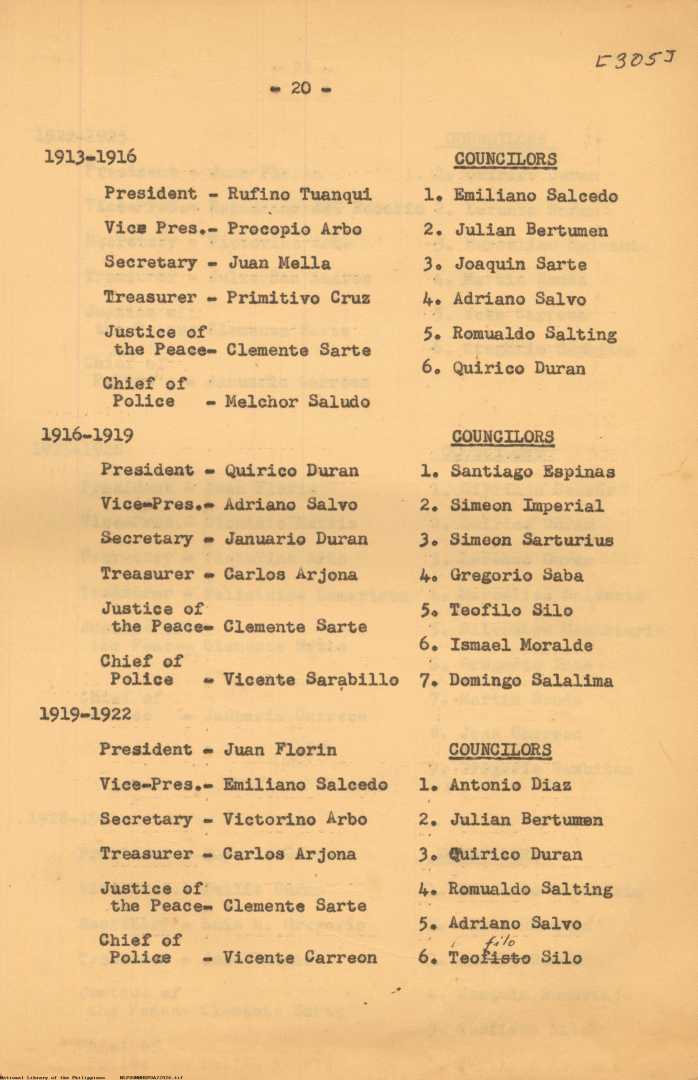 [305]
- 20 -
1913-1916
President - Rufino Tuanqui
Vice Pres.- Procopio Arbo
Secretary - Juan Mella
Treasurer - Primitivo Cruz
Justice of
the Peace- Clemente Sarte
Chief of
Police - Melchor Saludo
COUNCILORS
1. Emiliano Salcedo
2. Julian Bertumen
3. Joaquin Sarte
4. Adriano Salvo
5. Romualdo Salting
6. Quirico Duran
1916-1919
President - Quirico Duran
Vice-Pres.- Adriano Salvo
Secretary - Januario Duran
Treasurer - Carlos Arjona
Justice of
the Peace- Clemente Sarte
Chief of
Police - Vicente Sarabillo
COUNCILORS
1. Santiago Espinas
2. Simeon Imperial
3. Simeon Sarturius
4. Gregorio Saba
5. Teofilo Silo
6. Ismael Moralde
7. Domingo Salalima
1919-1922
President - Juan Florin
Vice-Pres.- Emiliano Salcedo
Secretary - Victorino Arbo
Treasurer - Carlos Arjona
Justice of
the Peace- Clemente Sarte
Chief of
Police - Vicente Carreon
COUNCILORS
1. Antonio Diaz
2. Julian Bertumen
3. Quirico Duran
4. Romualdo Salting
5. Adriano Salvo
filo
6. Teofisto Silo
National Library of the Philippines